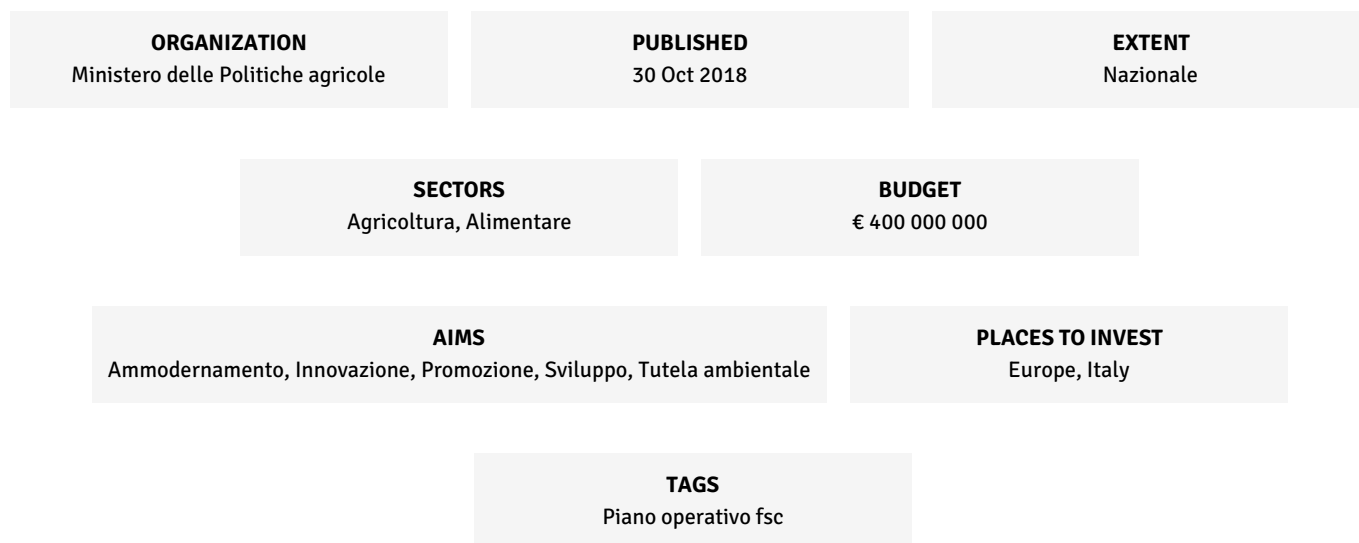 ORGANIZATION
Ministero delle Politiche agricole
PUBLISHED
30 Oct 2018
EXTENT
Nazionale
SECTORS
Agricoltura, Alimentare
BUDGET
€ 400 000 000
AIMS
Ammodernamento, Innovazione, Promozione, Sviluppo, Tutela ambientale
PLACES TO INVEST
Europe, Italy
TAGS
Piano operativo fsc